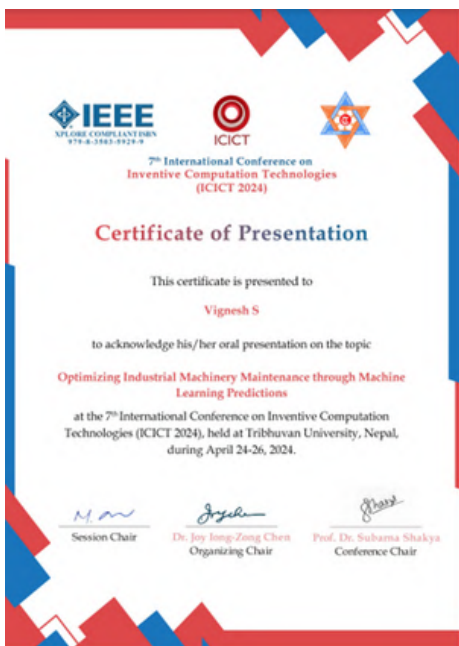 IEEE
XPLORE COMPLIANT ISBN
979-8-3503-5929-9
ICICT
7th International Conference on
Inventive Computation Technologies
(ICICT 2024)
Certificate of Presentation
This certificate is presented to
Vignesh S
to acknowledge his/her oral presentation on the topic
Optimizing Industrial Machinery Maintenance through Machine
Learning Predictions
at the 7th International Conference on Inventive Computation
Technologies (ICICT 2024), held at Tribhuvan University, Nepal,
during April 24-26, 2024.
Session Chair
Dr. Joy Iong-Zong Chen
Organizing Chair
Prof. Dr. Subarna Shakya
Conference Chair